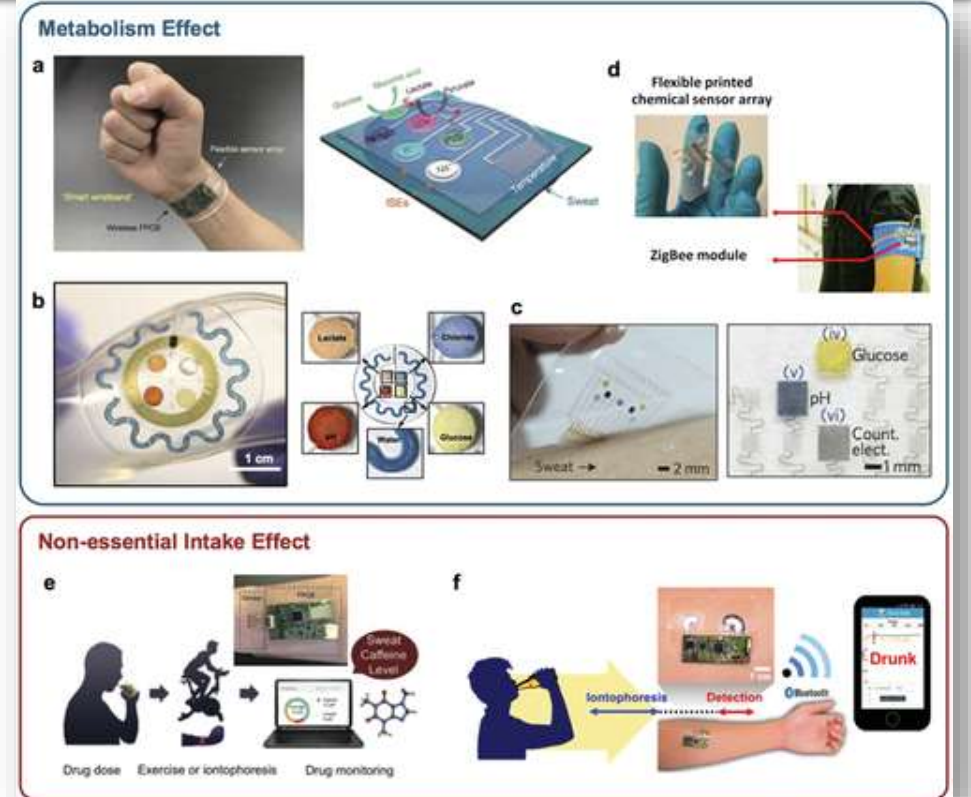 Metabolism Effect
a
Flexible sensor array
"Smart wristband"
Wireless FPCB
Glucose
Lactate
Pyruvate
Na+
Temperature
ISEs
Sweat
d
Flexible printed
chemical sensor array
ZigBee module
b
1 cm
Lactate
Chloride
pH
Water
Glucose
c
Sweat
2 mm
(iv)
Glucose
(v)
pH
(vi)
Count.
elect.
1 mm
Non-essential Intake Effect
e
FPCB
Sweat
Caffeine
Level
Drug dose
Exercise or iontophoresis
Drug monitoring
f
Iontophoresis
Detection
Bluetooth
Drunk